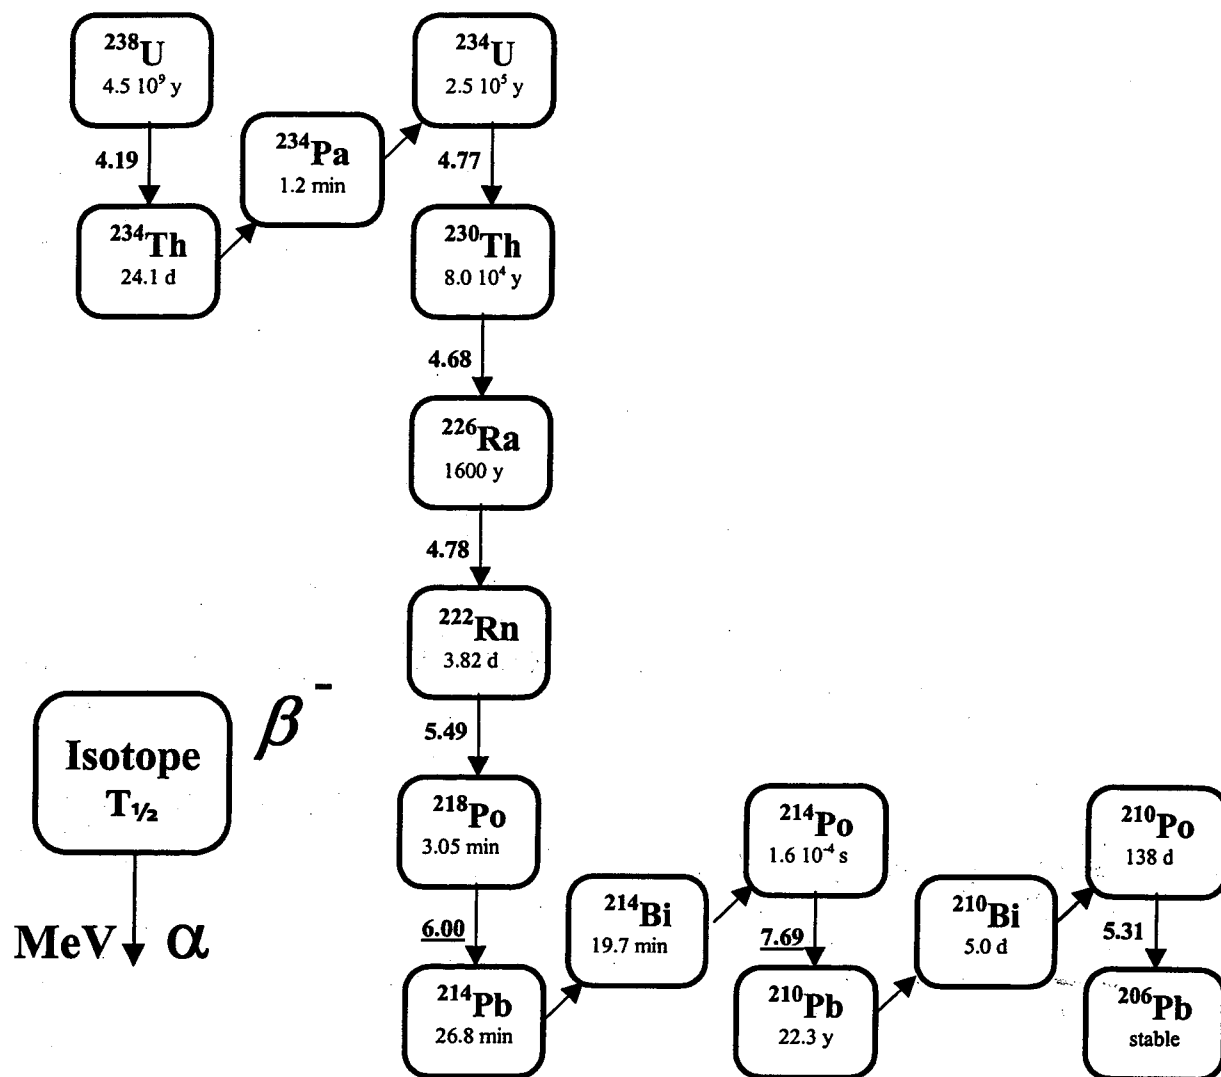 ²³⁸U
4.5 10⁹ y
²³⁴U
2.5 10⁵ y
²³⁴Pa
1.2 min
4.19
4.77
²³⁴Th
24.1 d
²³⁰Th
8.0 10⁴ y
4.68
²²⁶Ra
1600 y
4.78
²²²Rn
3.82 d
β⁻
Isotope
T½
MeV
α
5.49
²¹⁸Po
3.05 min
²¹⁴Po
1.6 10⁻⁴ s
²¹⁰Po
138 d
6.00
²¹⁴Bi
19.7 min
7.69
²¹⁰Bi
5.0 d
5.31
²¹⁴Pb
26.8 min
²¹⁰Pb
22.3 y
²⁰⁶Pb
stable